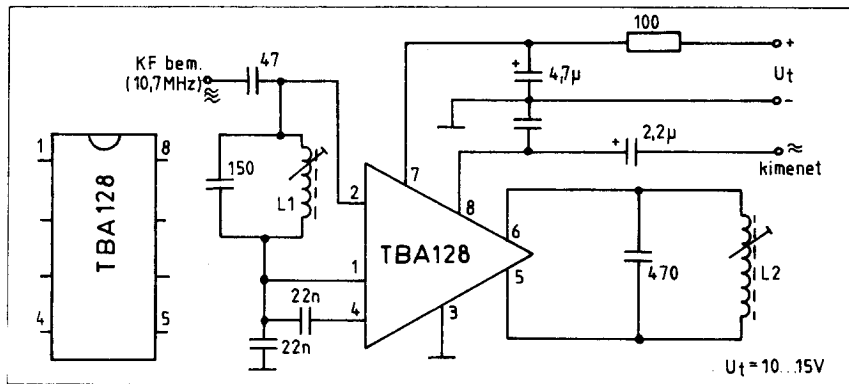 KF bem.
(10,7MHz)
≈
47
100
+
+
4,7µ
Ut
-
1
8
150
L1
2
7
8
+
2,2µ
≈
kimenet
TBA128
TBA128
6
1
5
470
L2
22n
4
3
4
5
22n
Ut = 10...15V